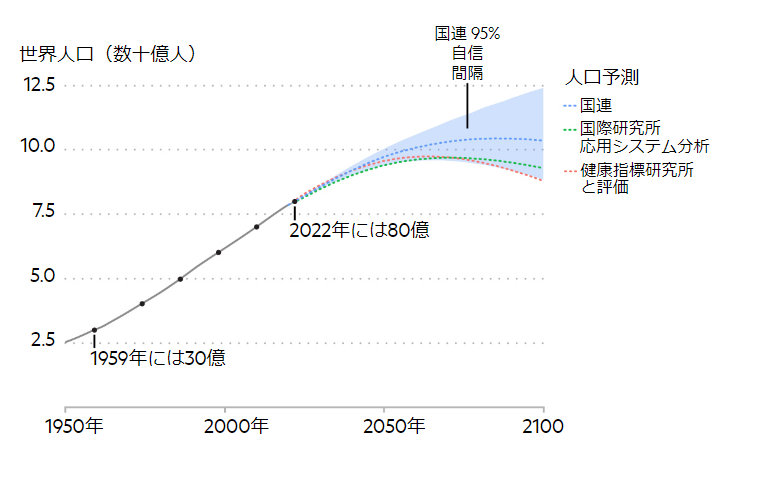 国連 95%
自信
間隔
世界人口（数十億人）
12.5
10.0
7.5
5.0
2.5
人口予測
国連
国際研究所
応用システム分析
健康指標研究所
と評価
2022年には80億
1959年には30億
1950年
2000年
2050年
2100